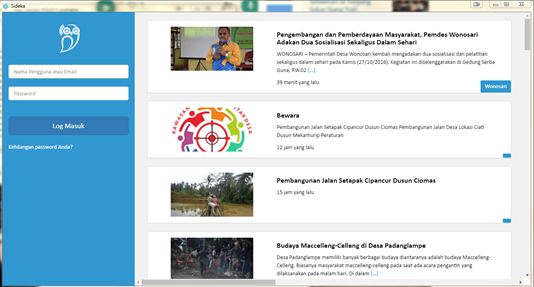 Sideka
Nama Pengguna atau Email
Password
Log Masuk
Kehilangan password Anda?
Pengembangan dan Pemberdayaan Masyarakat, Pemdes Wonosari
Adakan Dua Sosialisasi Sekaligus Dalam Sehari
WONOSARI – Pemerintah Desa Wonosari kembali mengadakan dua sosialisasi dan pelatihan
sekaligus dalam sehari pada Kamis (27/10/2016). Kegiatan ini diselenggarakan di Gedung Serba
Guna, RW.02 [...]
39 menit yang lalu
Wonosari
Bewara
Pembangunan Jalan Setapak Cipancur Dusun Ciomas Pembangunan Jalan Desa Lokasi Ciatt
Dusun Mekarhurip Peraturan
12 jam yang lalu
Pembangunan Jalan Setapak Cipancur Dusun Ciomas
15 jam yang lalu
Budaya Maccelleng-Celleng di Desa Padanglampe
Desa Padanglampe memiliki banyak berbagai budaya diantaranya adalah budaya Maccelleng-
Celleng. Biasanya masyarakat maccelleng-celleng pada saat ada acara pengantin yang
dilaksanakan pada malam hari. Di dalam [...]